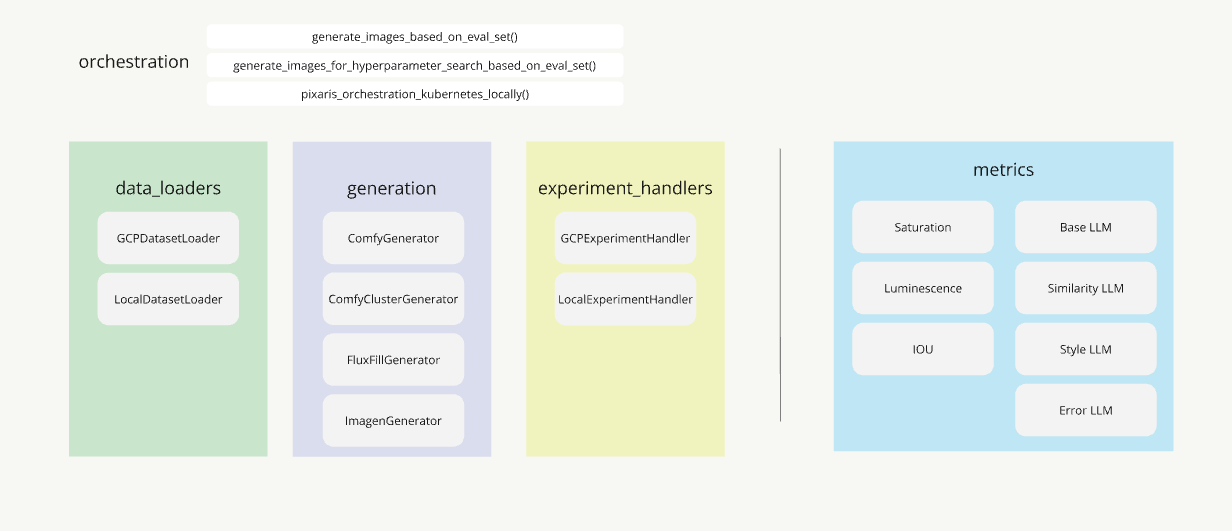 orchestration
generate_images_based_on_eval_set()
generate_images_for_hyperparameter_search_based_on_eval_set()
pixaris_orchestration_kubernetes_locally()
data_loaders
GCPDatasetLoader
LocalDatasetLoader
generation
ComfyGenerator
ComfyClusterGenerator
FluxFillGenerator
ImagenGenerator
experiment_handlers
GCPExperimentHandler
LocalExperimentHandler
metrics
Saturation
Luminescence
IOU
Base LLM
Similarity LLM
Style LLM
Error LLM